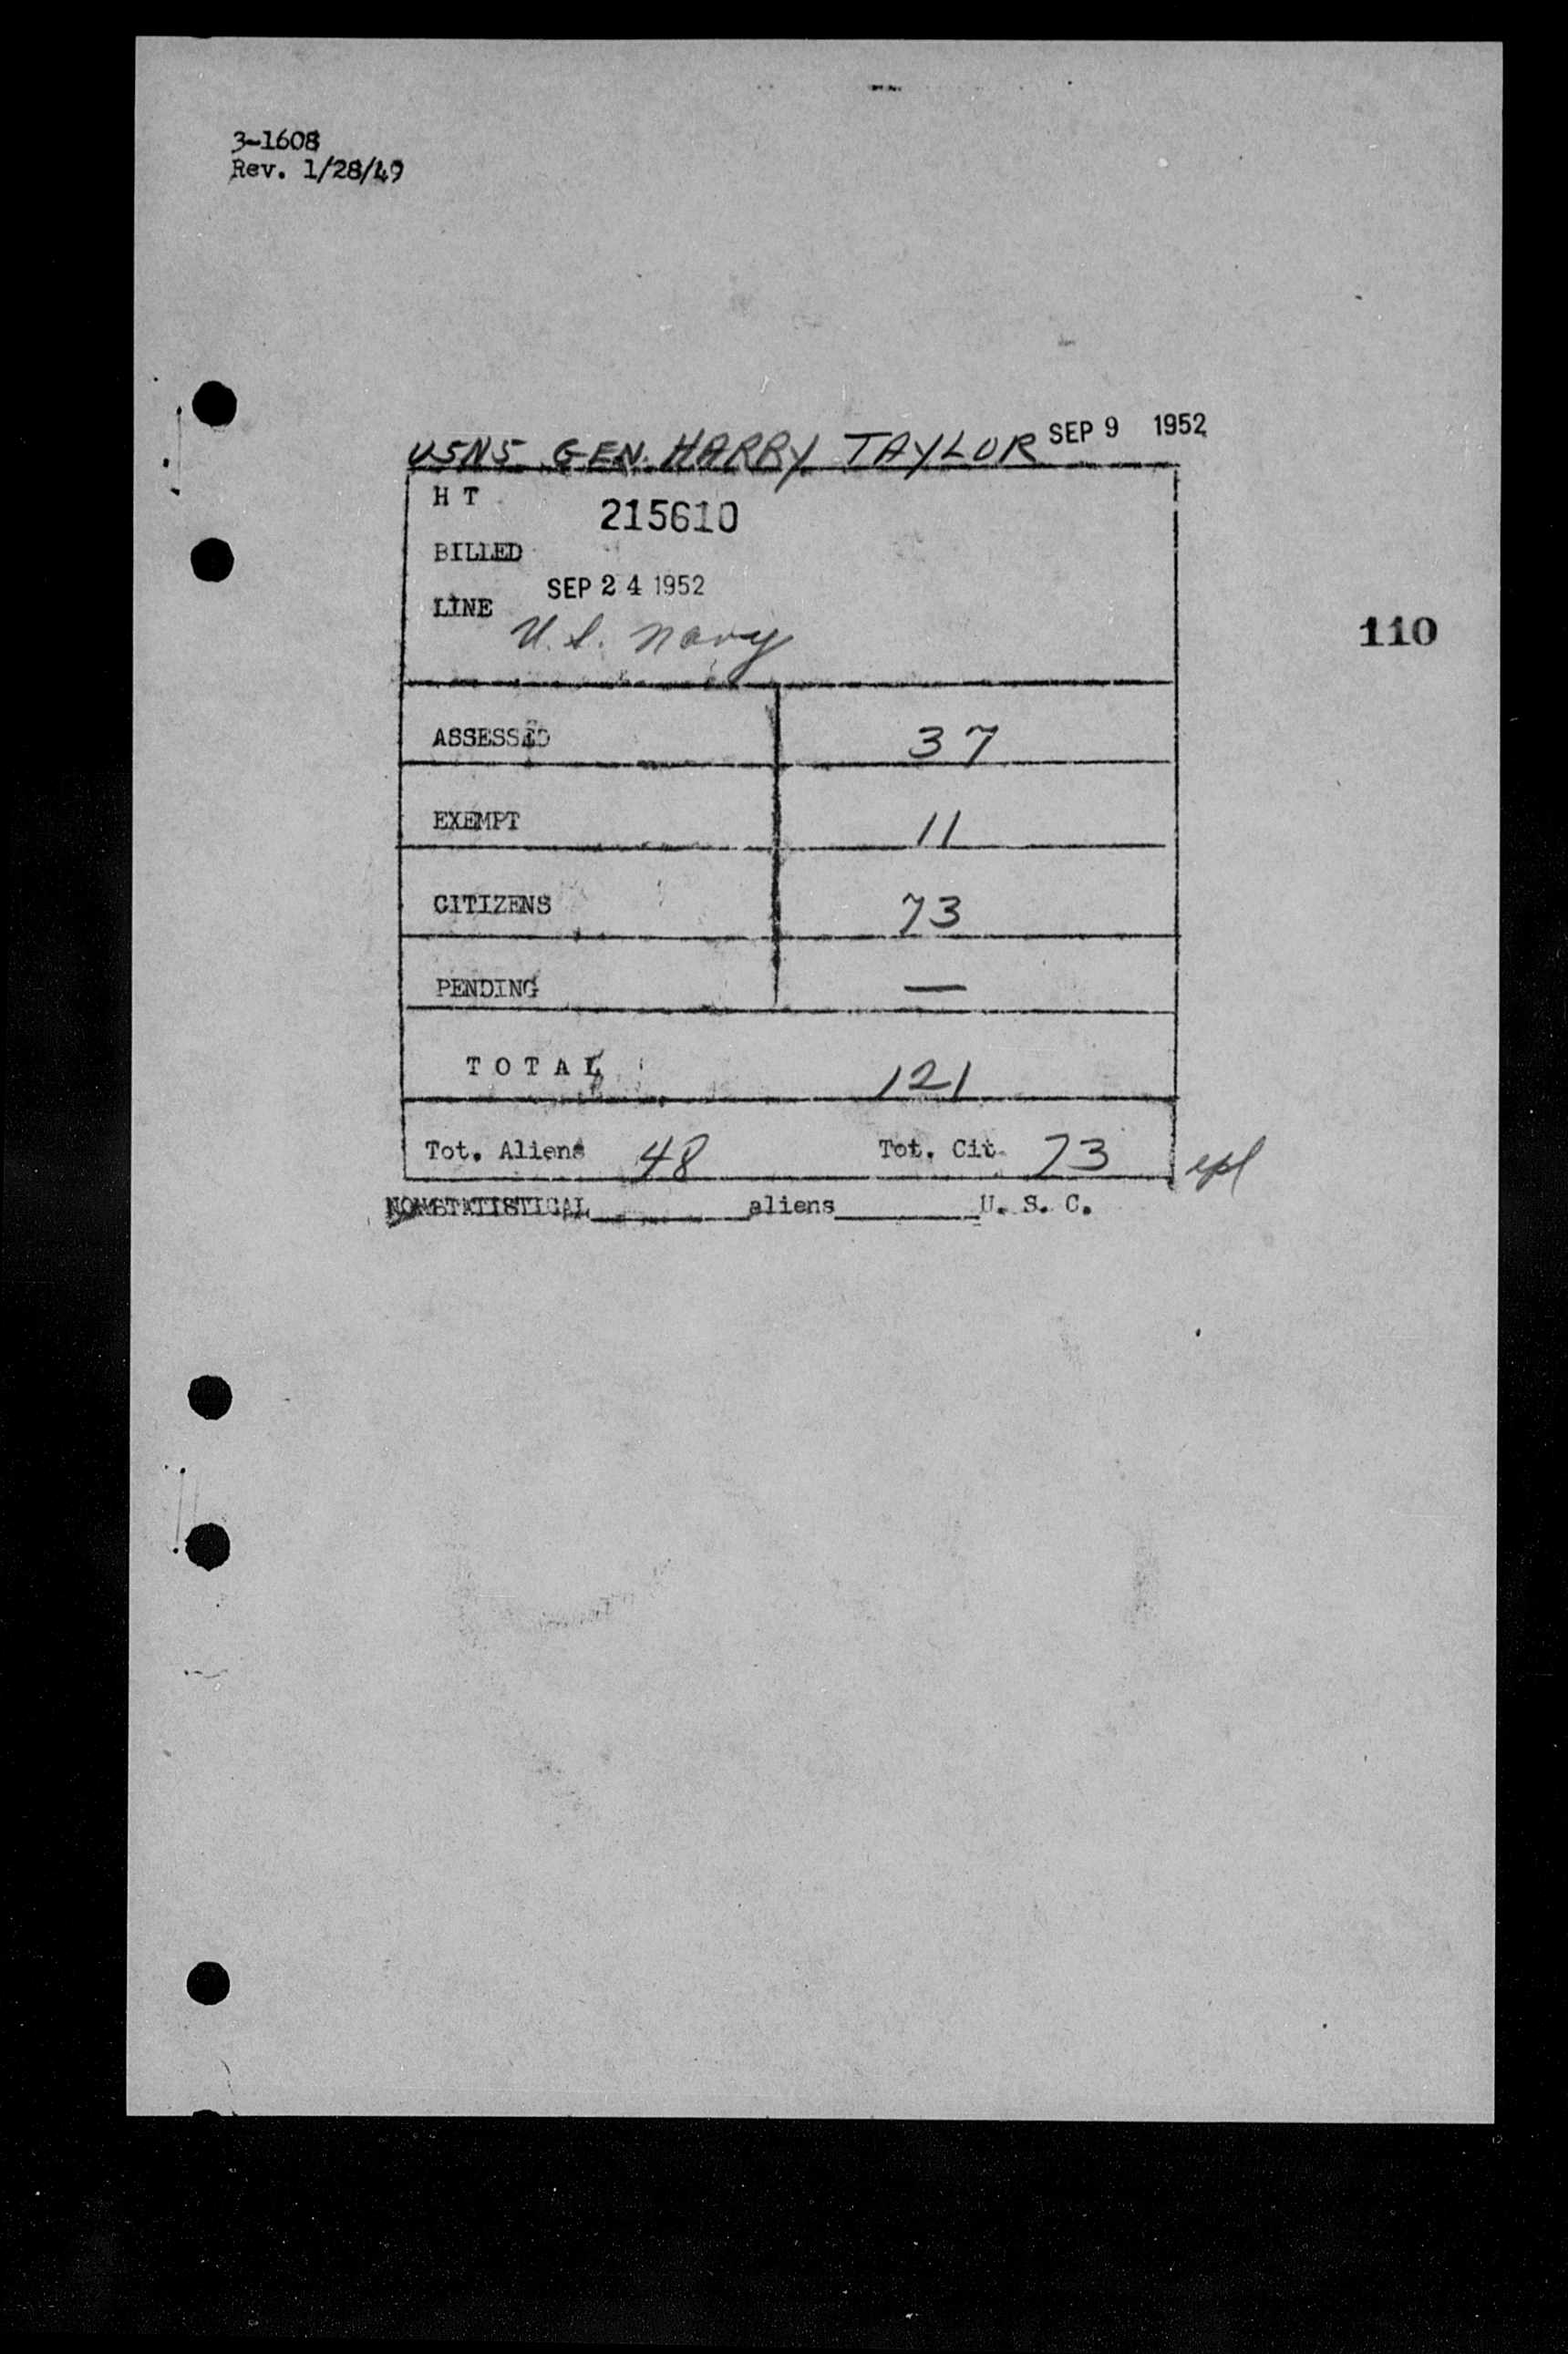 3-1608
Rev. 1/28/49
USNS GEN. HARRY TAYLOR SEP 9 1952
H T 215610
BILLED
SEP 24 1952
LINE
U.S. Navy
110
ASSESSED 37
EXEMPT 11
CITIZENS 73
PENDING —
TOTAL 121
Tot. Aliens 48 Tot. Cit. 73
NONSTATISTICAL aliens U. S. C.